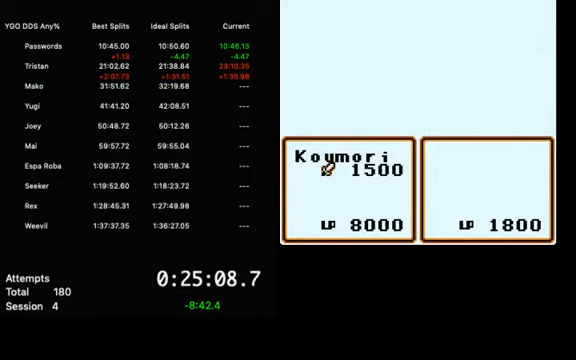 YGO DDS Any% Best Splits Ideal Splits Current
Passwords 10:45.00 10:50.60 10:46.13
+1.13 -4.47 -4.47
Tristan 21:02.62 21:38.84 23:10.35
+2:07.73 +1:31.51 +1:35.98
Mako 31:51.62 32:19.68 ---
Yugi 41:41.20 42:08.51 ---
Joey 50:48.72 50:12.26 ---
Mai 59:57.72 59:55.04 ---
Espa Roba 1:09:37.72 1:08:18.74 ---
Seeker 1:19:52.60 1:18:23.72 ---
Rex 1:28:45.31 1:27:49.98 ---
Weevil 1:37:37.35 1:36:27.05 ---
Attempts
Total 180
Session 4
0:25:08.7
-8:42.4
Koumori
1500
LP 8000
LP 1800